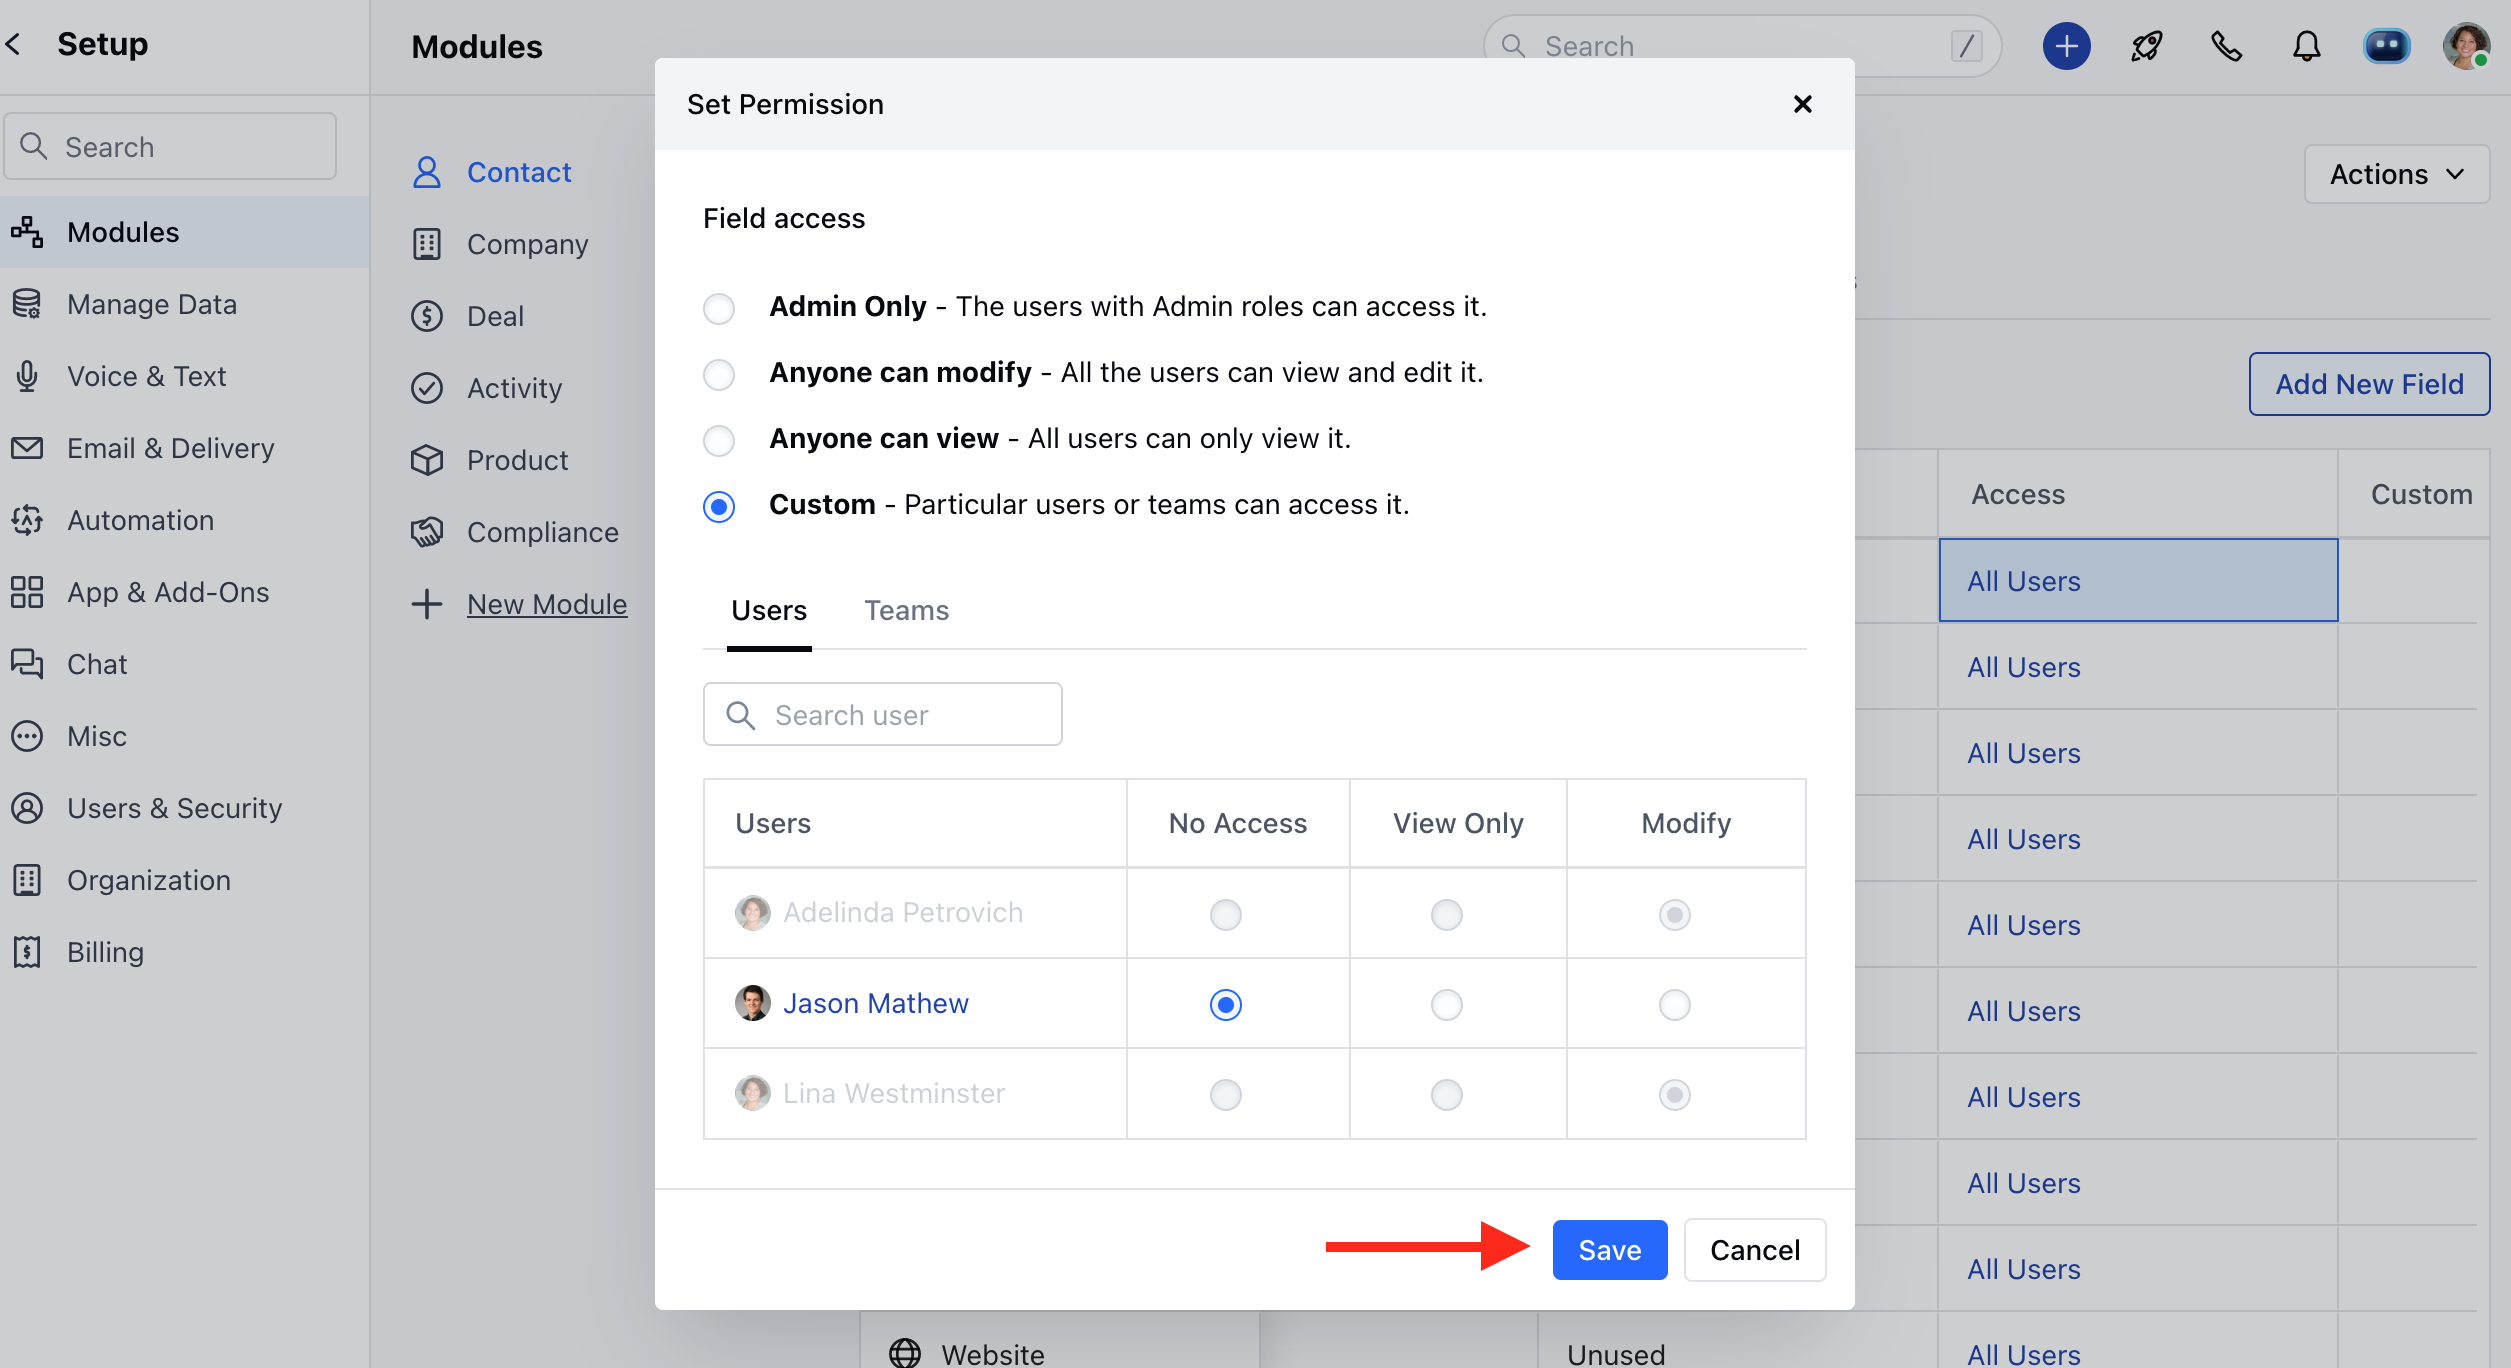 Setup
Search
Modules
Manage Data
Voice & Text
Email & Delivery
Automation
App & Add-Ons
Chat
Misc
Users & Security
Organization
Billing
Modules
Search /
Contact
Company
Deal
Activity
Product
Compliance
New Module
Set Permission
Field access
Admin Only - The users with Admin roles can access it.
Anyone can modify - All the users can view and edit it.
Anyone can view - All users can only view it.
Custom - Particular users or teams can access it.
Users Teams
Search user
Users No Access View Only Modify
Adelinda Petrovich
Jason Mathew
Lina Westminster
Save Cancel
Actions
Add New Field
Access Custom
All Users
All Users
All Users
All Users
All Users
All Users
All Users
All Users
All Users
Website Unused All Users